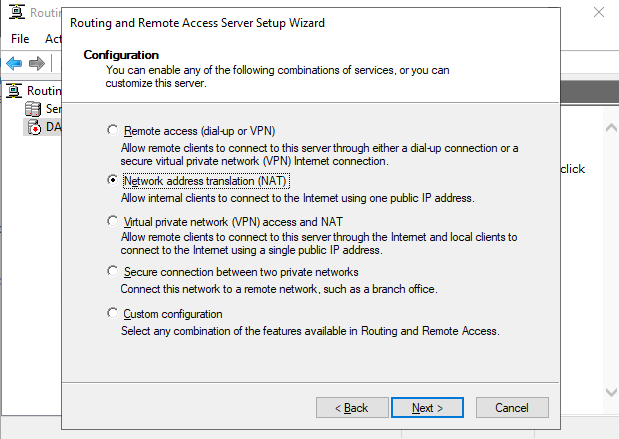 Routin
Routing and Remote Access Server Setup Wizard
File
Act
Configuration
You can enable any of the following combinations of services, or you can
customize this server.
Routing
Ser
DA
Remote access (dial-up or VPN)
Allow remote clients to connect to this server through either a dial-up connection or a
secure virtual private network (VPN) Internet connection.
click
Network address translation (NAT)
Allow internal clients to connect to the Internet using one public IP address.
Virtual private network (VPN) access and NAT
Allow remote clients to connect to this server through the Internet and local clients to
connect to the Internet using a single public IP address.
Secure connection between two private networks
Connect this network to a remote network, such as a branch office.
Custom configuration
Select any combination of the features available in Routing and Remote Access.
< Back
Next >
Cancel